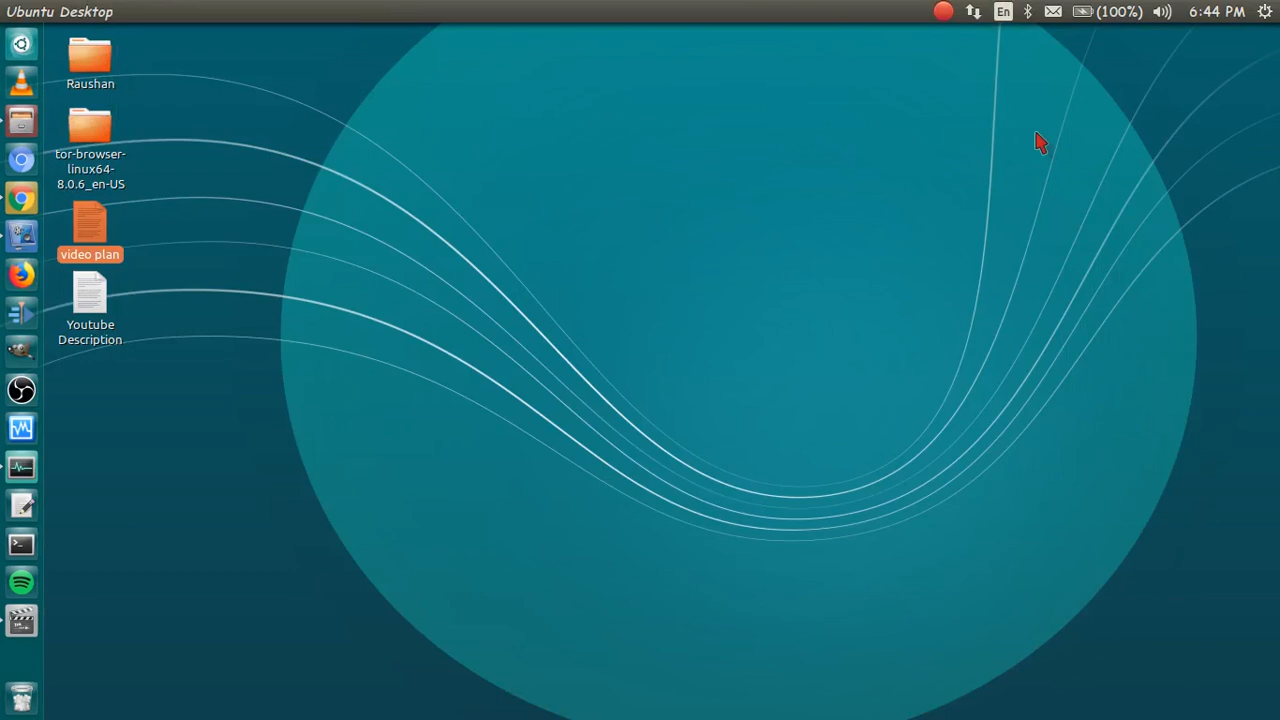 Ubuntu Desktop
En
(100%)
6:44 PM
Raushan
tor-browser-
linux64-
8.0.6_en-US
video plan
Youtube
Description